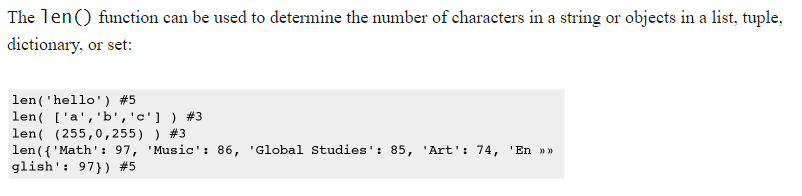 The len() function can be used to determine the number of characters in a string or objects in a list, tuple,
dictionary, or set:
len('hello') #5
len( ['a','b','c'] ) #3
len( (255,0,255) ) #3
len({'Math': 97, 'Music': 86, 'Global Studies': 85, 'Art': 74, 'En »»
glish': 97}) #5